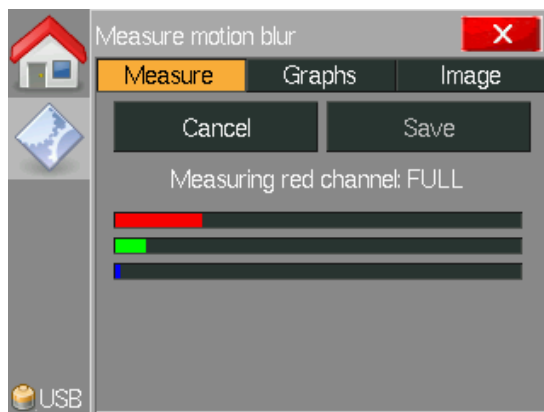 Measure motion blur
Measure Graphs Image
Cancel Save
Measuring red channel: FULL
USB